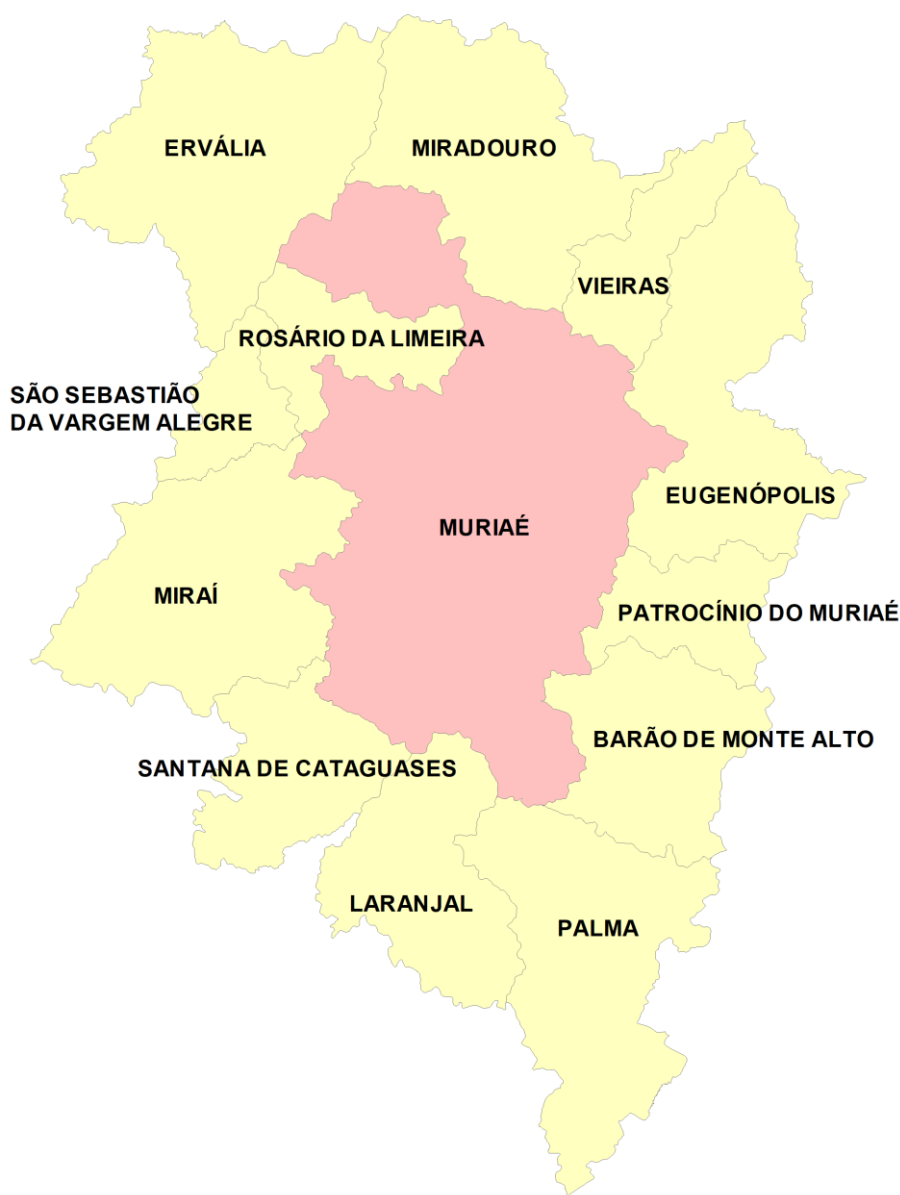 ERVÁLIA
MIRADOURO
VIEIRAS
ROSÁRIO DA LIMEIRA
SÃO SEBASTIÃO
DA VARGEM ALEGRE
EUGENÓPOLIS
MURIAÉ
MIRAÍ
PATROCÍNIO DO MURIAÉ
BARÃO DE MONTE ALTO
SANTANA DE CATAGUASES
LARANJAL
PALMA